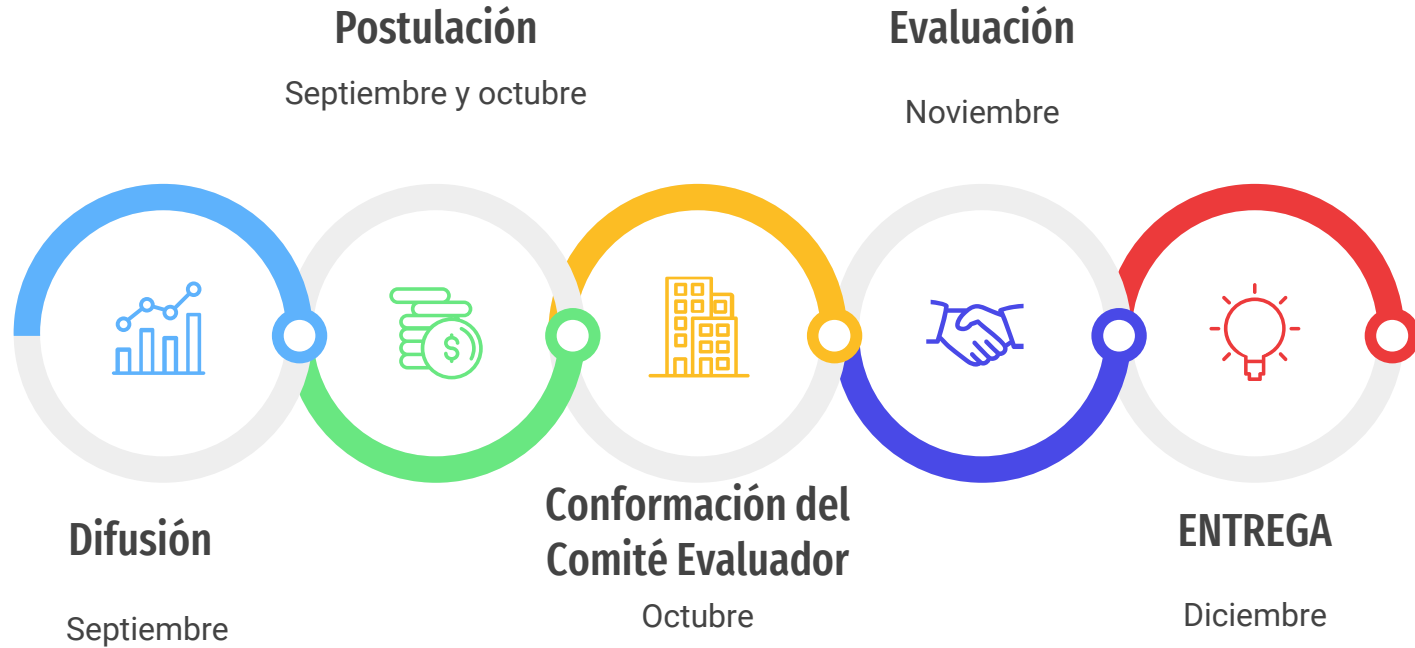 Postulación
Septiembre y octubre
Evaluación
Noviembre
$
Difusión
Septiembre
Conformación del
Comité Evaluador
Octubre
ENTREGA
Diciembre